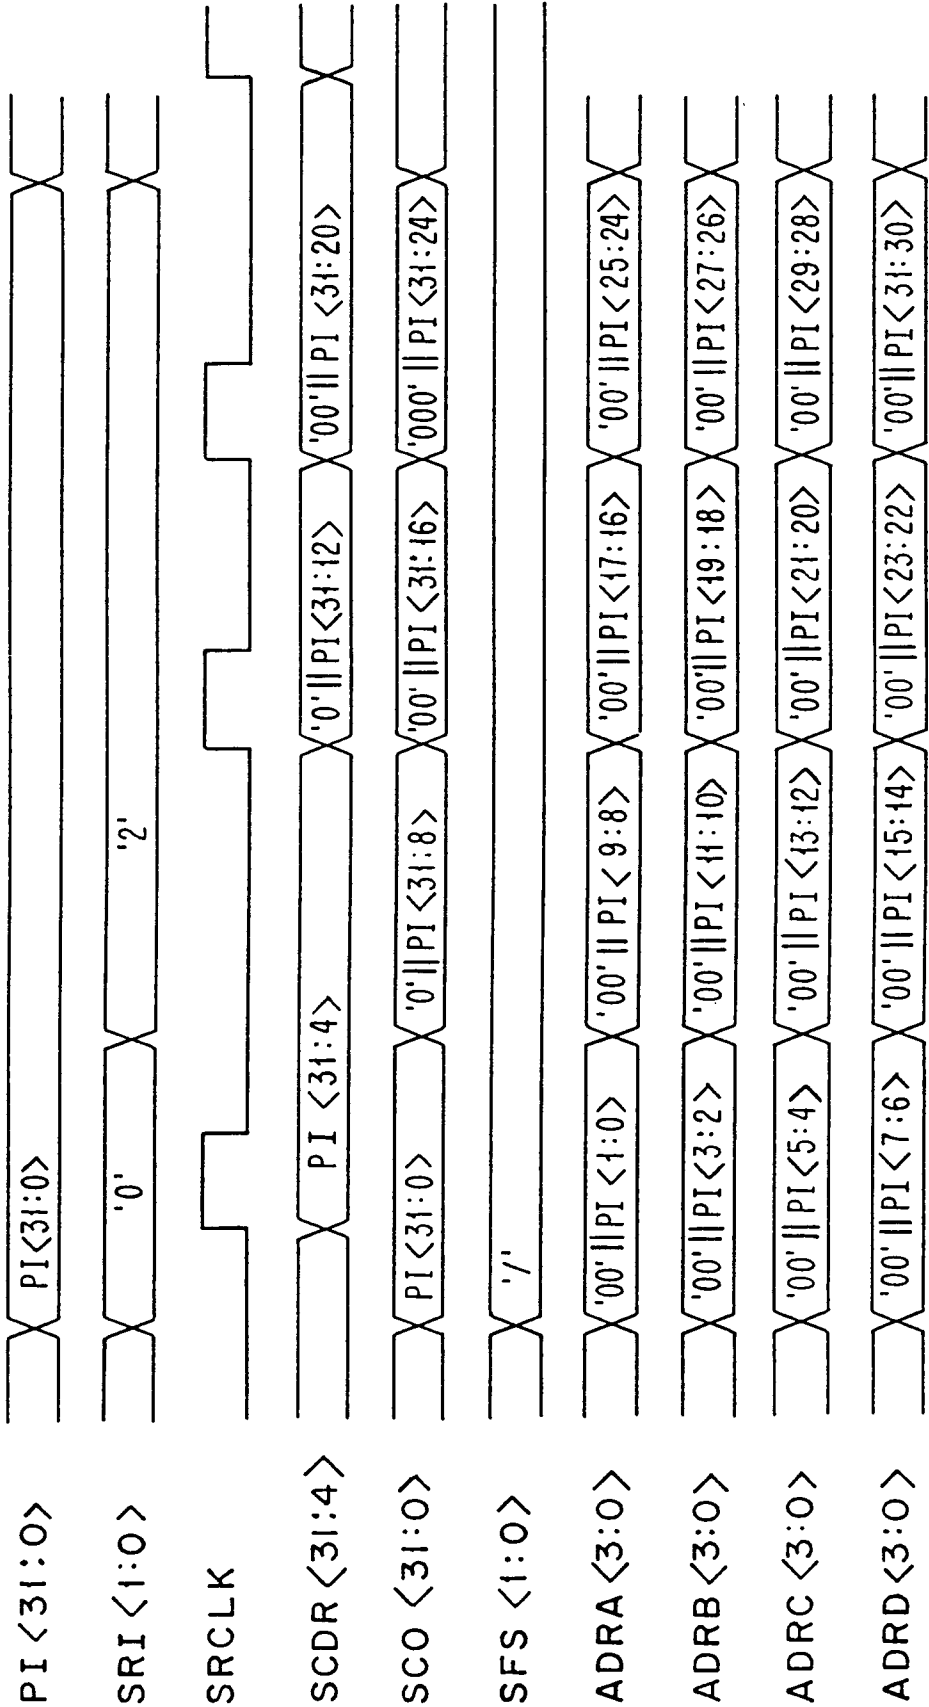 PI <31:0> PI<31:0>
SRI <1:0> '0' '2'
SRCLK
SCDR <31:4> PI <31:4> '0'||PI<31:12> '00'||PI <31:20>
SCO <31:0> PI<31:0> '0'||PI <31:8> '00'||PI <31:16> '000'||PI <31:24>
SFS <1:0> '/'
ADRA <3:0> '00'||PI <1:0> '00'||PI <9:8> '00'||PI <17:16> '00'||PI <25:24>
ADRB <3:0> '00'||PI<3:2> '00'||PI <11:10> '00'||PI <19:18> '00'||PI <27:26>
ADRC <3:0> '00'||PI<5:4> '00'||PI <13:12> '00'||PI<21:20> '00'||PI <29:28>
ADRD <3:0> '00'||PI<7:6> '00'||PI <15:14> '00'||PI<23:22> '00'||PI<31:30>